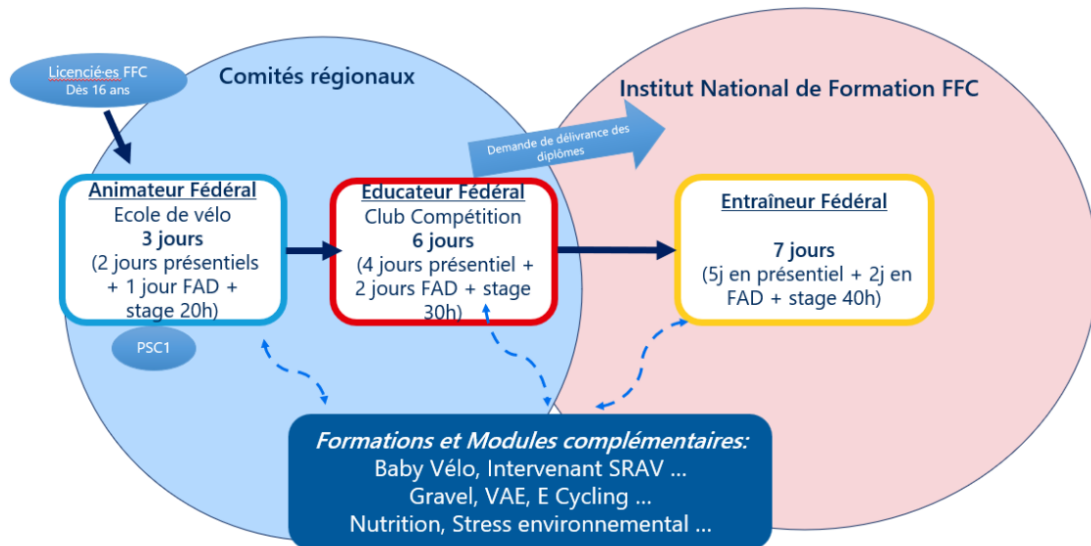 Licencié·es FFC
Dès 16 ans
Comités régionaux
Institut National de Formation FFC
Demande de délivrance des
diplômes
Animateur Fédéral
Ecole de vélo
3 jours
(2 jours présentiels
+ 1 jour FAD +
stage 20h)
PSC1
Educateur Fédéral
Club Compétition
6 jours
(4 jours présentiel +
2 jours FAD + stage
30h)
Entraîneur Fédéral
7 jours
(5j en présentiel + 2j en
FAD + stage 40h)
Formations et Modules complémentaires:
Baby Vélo, Intervenant SRAV ...
Gravel, VAE, E Cycling ...
Nutrition, Stress environnemental ...